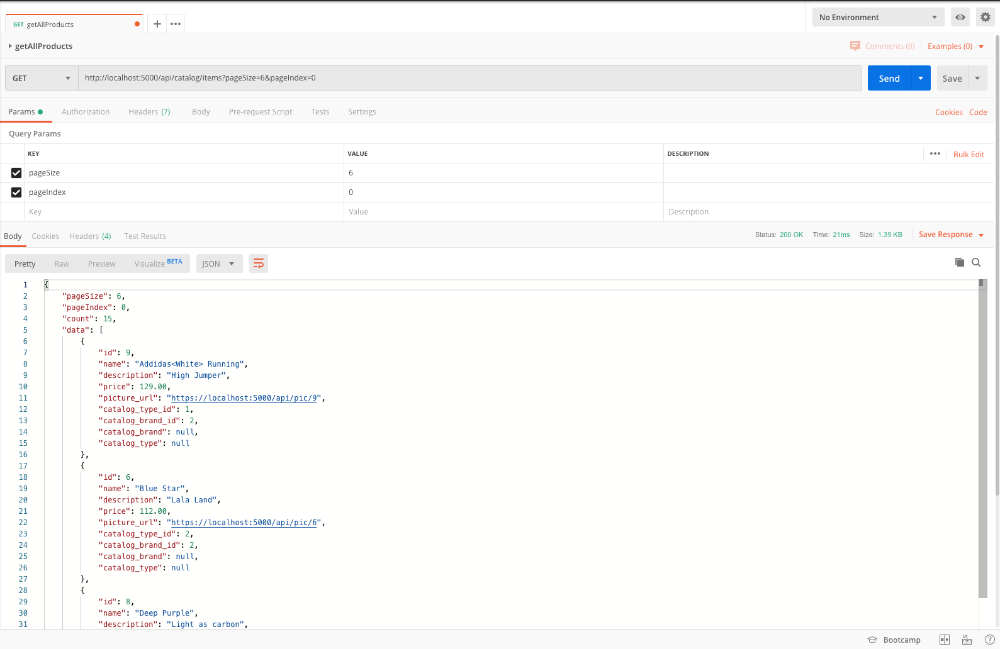 GET getAllProducts
No Environment
getAllProducts
Comments (0) Examples (0)
GET http://localhost:5000/api/catalog/items?pageSize=6&pageIndex=0 Send Save
Params Authorization Headers (7) Body Pre-request Script Tests Settings Cookies Code
Query Params
KEY VALUE DESCRIPTION Bulk Edit
pageSize 6
pageIndex 0
Key Value Description
Body Cookies Headers (4) Test Results Status: 200 OK Time: 21ms Size: 1.39 KB Save Response
Pretty Raw Preview Visualize BETA JSON
1 {
2 "pageSize": 6,
3 "pageIndex": 0,
4 "count": 15,
5 "data": [
6 {
7 "id": 9,
8 "name": "Addidas<White> Running",
9 "description": "High Jumper",
10 "price": 129.00,
11 "picture_url": "https://localhost:5000/api/pic/9",
12 "catalog_type_id": 1,
13 "catalog_brand_id": 2,
14 "catalog_brand": null,
15 "catalog_type": null
16 },
17 {
18 "id": 6,
19 "name": "Blue Star",
20 "description": "Lala Land",
21 "price": 112.00,
22 "picture_url": "https://localhost:5000/api/pic/6",
23 "catalog_type_id": 2,
24 "catalog_brand_id": 2,
25 "catalog_brand": null,
26 "catalog_type": null
27 },
28 {
29 "id": 8,
30 "name": "Deep Purple",
31 "description": "Light as carbon",
Bootcamp